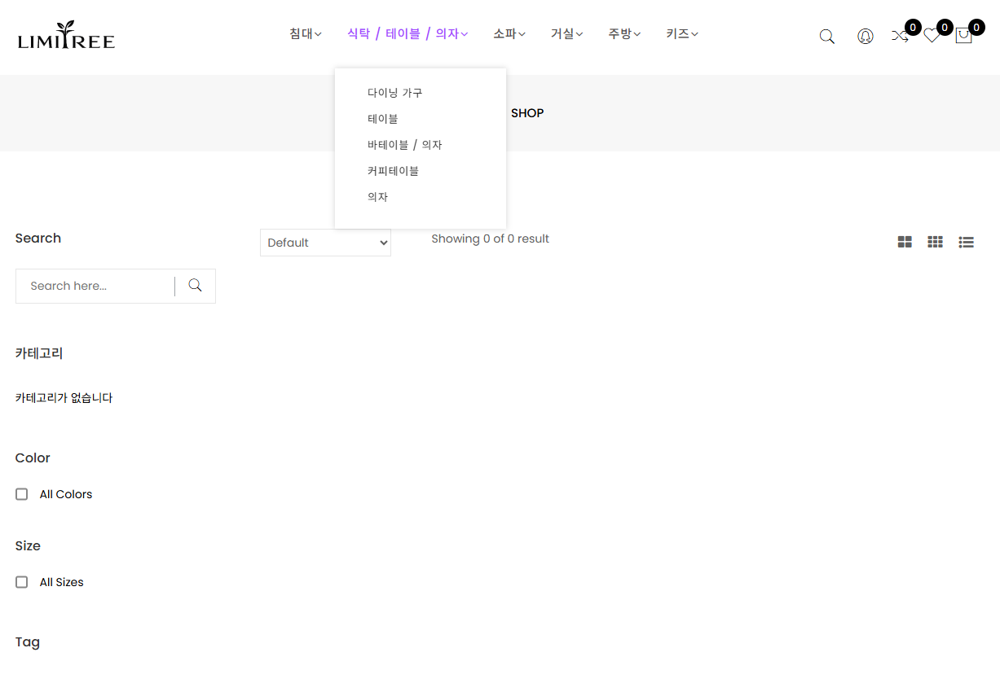 LIMITREE
침대 식탁 / 테이블 / 의자 소파 거실 주방 키즈 0 0 0
다이닝 가구
테이블
바테이블 / 의자
커피테이블
의자
SHOP
Search
Default Showing 0 of 0 result
Search here...
카테고리
카테고리가 없습니다
Color
All Colors
Size
All Sizes
Tag